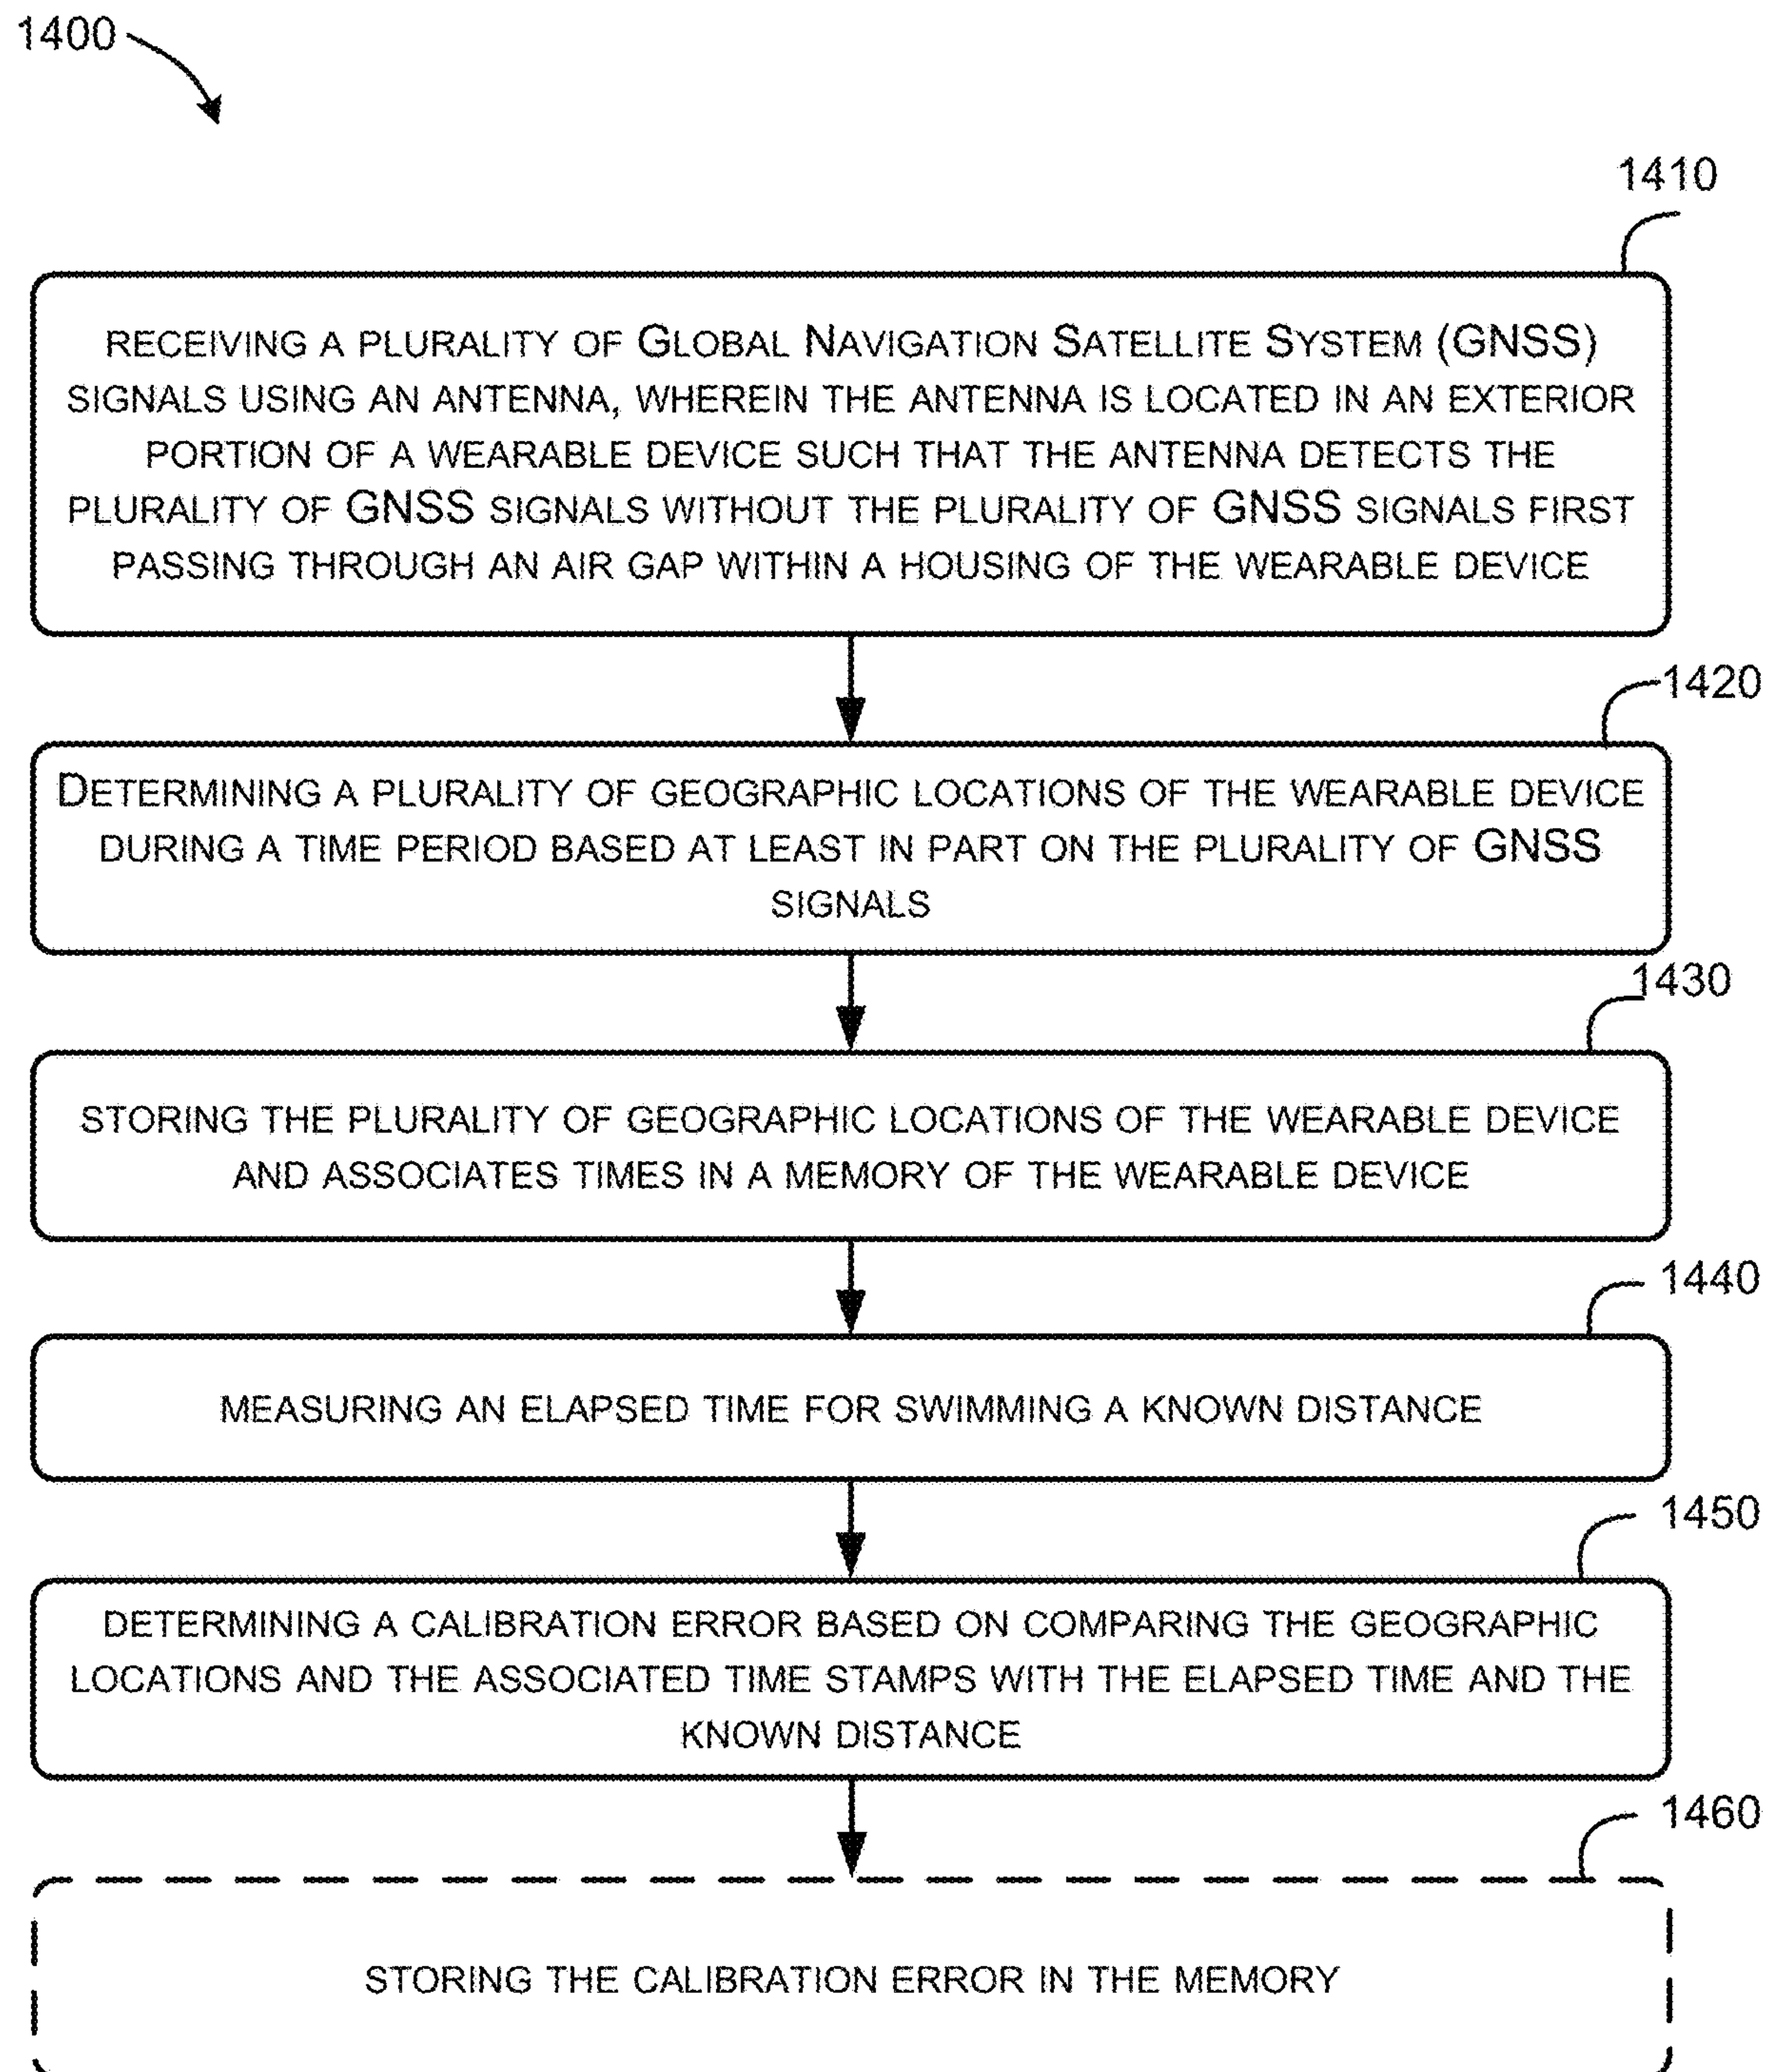 1400
1410
RECEIVING A PLURALITY OF GLOBAL NAVIGATION SATELLITE SYSTEM (GNSS)
SIGNALS USING AN ANTENNA, WHEREIN THE ANTENNA IS LOCATED IN AN EXTERIOR
PORTION OF A WEARABLE DEVICE SUCH THAT THE ANTENNA DETECTS THE
PLURALITY OF GNSS SIGNALS WITHOUT THE PLURALITY OF GNSS SIGNALS FIRST
PASSING THROUGH AN AIR GAP WITHIN A HOUSING OF THE WEARABLE DEVICE
1420
DETERMINING A PLURALITY OF GEOGRAPHIC LOCATIONS OF THE WEARABLE DEVICE
DURING A TIME PERIOD BASED AT LEAST IN PART ON THE PLURALITY OF GNSS
SIGNALS
1430
STORING THE PLURALITY OF GEOGRAPHIC LOCATIONS OF THE WEARABLE DEVICE
AND ASSOCIATES TIMES IN A MEMORY OF THE WEARABLE DEVICE
1440
MEASURING AN ELAPSED TIME FOR SWIMMING A KNOWN DISTANCE
1450
DETERMINING A CALIBRATION ERROR BASED ON COMPARING THE GEOGRAPHIC
LOCATIONS AND THE ASSOCIATED TIME STAMPS WITH THE ELAPSED TIME AND THE
KNOWN DISTANCE
1460
STORING THE CALIBRATION ERROR IN THE MEMORY